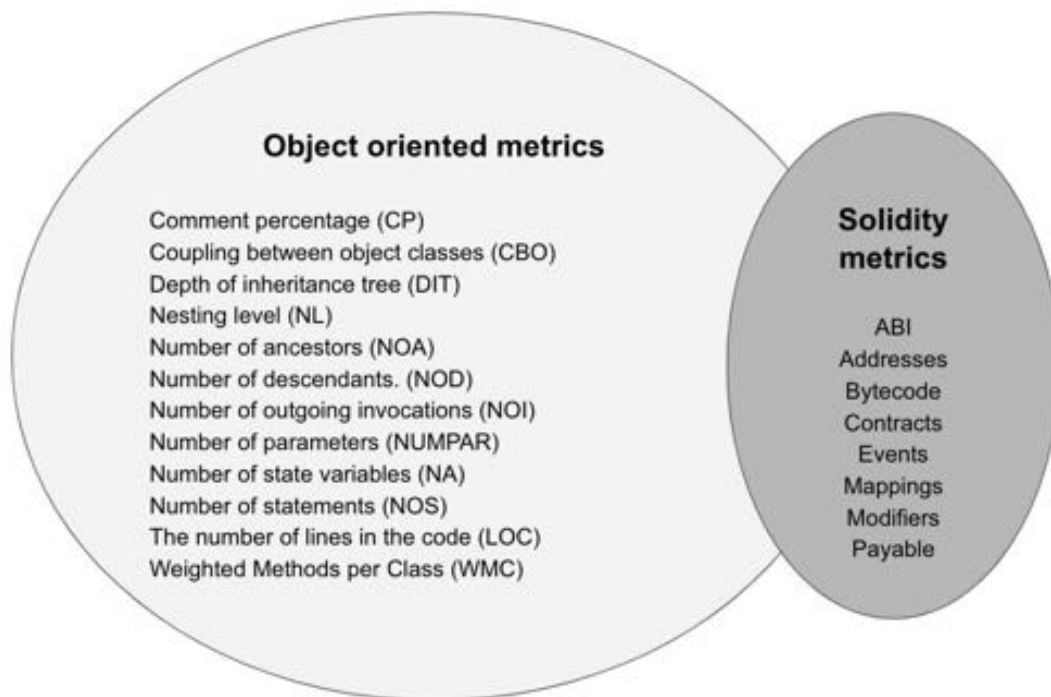 Object oriented metrics
Comment percentage (CP)
Coupling between object classes (CBO)
Depth of inheritance tree (DIT)
Nesting level (NL)
Number of ancestors (NOA)
Number of descendants. (NOD)
Number of outgoing invocations (NOI)
Number of parameters (NUMPAR)
Number of state variables (NA)
Number of statements (NOS)
The number of lines in the code (LOC)
Weighted Methods per Class (WMC)
Solidity
metrics
ABI
Addresses
Bytecode
Contracts
Events
Mappings
Modifiers
Payable